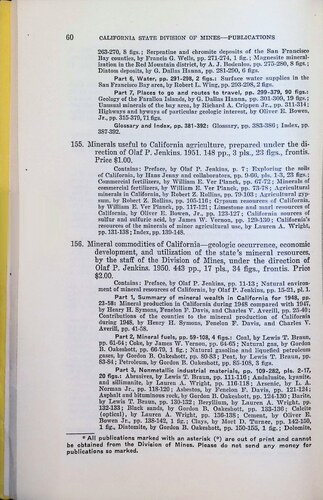 60 CALIFORNIA STATE DIVISION OF MINES—PUBLICATIONS
263-270, 8 figs.; Serpentine and chromite deposits of the San Francisco
Bay counties, by Francis G. Wells, pp. 271-274, 1 fig.; Magnesite mineral-
ization in the Red Mountain district, by A. J. Bodenlos, pp. 275-280, 8 figs.;
Diatom deposits, by G. Dallas Hanna, pp. 281-290, 6 figs.
Part 6, Water, pp. 291-298, 2 figs.: Surface water supplies in the
San Francisco Bay area, by Robert L. Wing, pp. 293-298, 2 figs.
Part 7, Places to go and routes to travel, pp. 299-379, 90 figs.:
Geology of the Farallon Islands, by G. Dallas Hanna, pp. 301-309, 19 figs.;
Unusual minerals of the bay area, by Richard A. Crippen Jr., pp. 311-314;
Highways and byways of particular geologic interest, by Oliver E. Bowen,
Jr., pp. 315-379, 71 figs.
Glossary and Index, pp. 381-392: Glossary, pp. 383-386; Index, pp.
387-392.
155. Minerals useful to California agriculture, prepared under the di-
rection of Olaf P. Jenkins. 1951. 148 pp., 3 pls., 23 figs., frontis.
Price $1.00.
Contains: Preface, by Olaf P. Jenkins, p. 7; Exploring the soils
of California, by Hans Jenny and collaborators, pp. 9-66, pls. 1-3, 23 figs.;
Commercial fertilizers, by William E. Ver Planck, pp. 67-72; Minerals of
commercial fertilizers, by William E. Ver Planck, pp. 73-78; Agricultural
minerals in California, by Robert Z. Rollins, pp. 79-103; Agricultural gyp-
sum, by Robert Z. Rollins, pp. 105-116; Gypsum resources of California,
by William E. Ver Planck, pp. 117-121; Limestone and marl resources of
California, by Oliver E. Bowen, Jr., pp. 123-127; California sources of
sulfur and sulfuric acid, by James W. Vernon, pp. 129-130; California's
resources of the minerals of minor agricultural use, by Lauren A. Wright,
pp. 131-138; Index, pp. 139-148.
156. Mineral commodities of California—geologic occurrence, economic
development, and utilization of the state's mineral resources,
by the staff of the Division of Mines, under the direction of
Olaf P. Jenkins. 1950. 443 pp., 17 pls., 34 figs., frontis. Price
$2.00.
Contains: Preface, by Olaf P. Jenkins, pp. 11-13; Natural environ-
ment of mineral resources of California, by Olaf P. Jenkins, pp. 15-21, pl. 1.
Part 1, Summary of mineral wealth in California for 1948, pp.
23-58: Mineral production in California during 1948 compared with 1947,
by Henry H. Symons, Fenelon F. Davis, and Charles V. Averill, pp. 25-40;
Contributions of the counties to the mineral production of California
during 1948, by Henry H. Symons, Fenelon F. Davis, and Charles V.
Averill, pp. 41-58.
Part 2, Mineral fuels, pp. 59-108, 4 figs.: Coal, by Lewis T. Braun,
pp. 61-64; Coke, by James W. Vernon, pp. 64-65; Natural gas, by Gordon
B. Oakeshott, pp. 66-78, 1 fig.; Natural gasoline and liquefied petroleum
gases, by Gordon B. Oakeshott, pp. 80-83; Peat, by Lewis T. Braun, pp.
83-84; Petroleum, by Gordon B. Oakeshott, pp. 85-108, 3 figs.
Part 3, Nonmetallic industrial materials, pp. 109-282, pls. 2-17,
20 figs.: Abrasives, by Lewis T. Braun, pp. 111-116; Andalusite, kyanite,
and sillimanite, by Lauren A. Wright, pp. 116-118; Arsenic, by L. A.
Norman Jr., pp. 118-120; Asbestos, by Fenelon F. Davis, pp. 121-124;
Asphalt and bituminous rock, by Gordon B. Oakeshott, pp. 124-130; Barite,
by Lewis T. Braun, pp. 130-132; Beryllium, by Lauren A. Wright, pp.
132-133; Black sands, by Gordon B. Oakeshott, pp. 133-136; Calcite
(optical), by Lauren A. Wright, pp. 136-138; Cement, by Oliver E.
Bowen Jr., pp. 138-142, 1 fig.; Clays, by Mort D. Turner, pp. 142-150,
1 fig.; Diatomite, by Gordon B. Oakeshott, pp. 150-155, 1 fig.; Dolomite,
* All publications marked with an asterisk (*) are out of print and cannot
be obtained from the Division of Mines. Please do not send any money for
publications so marked.